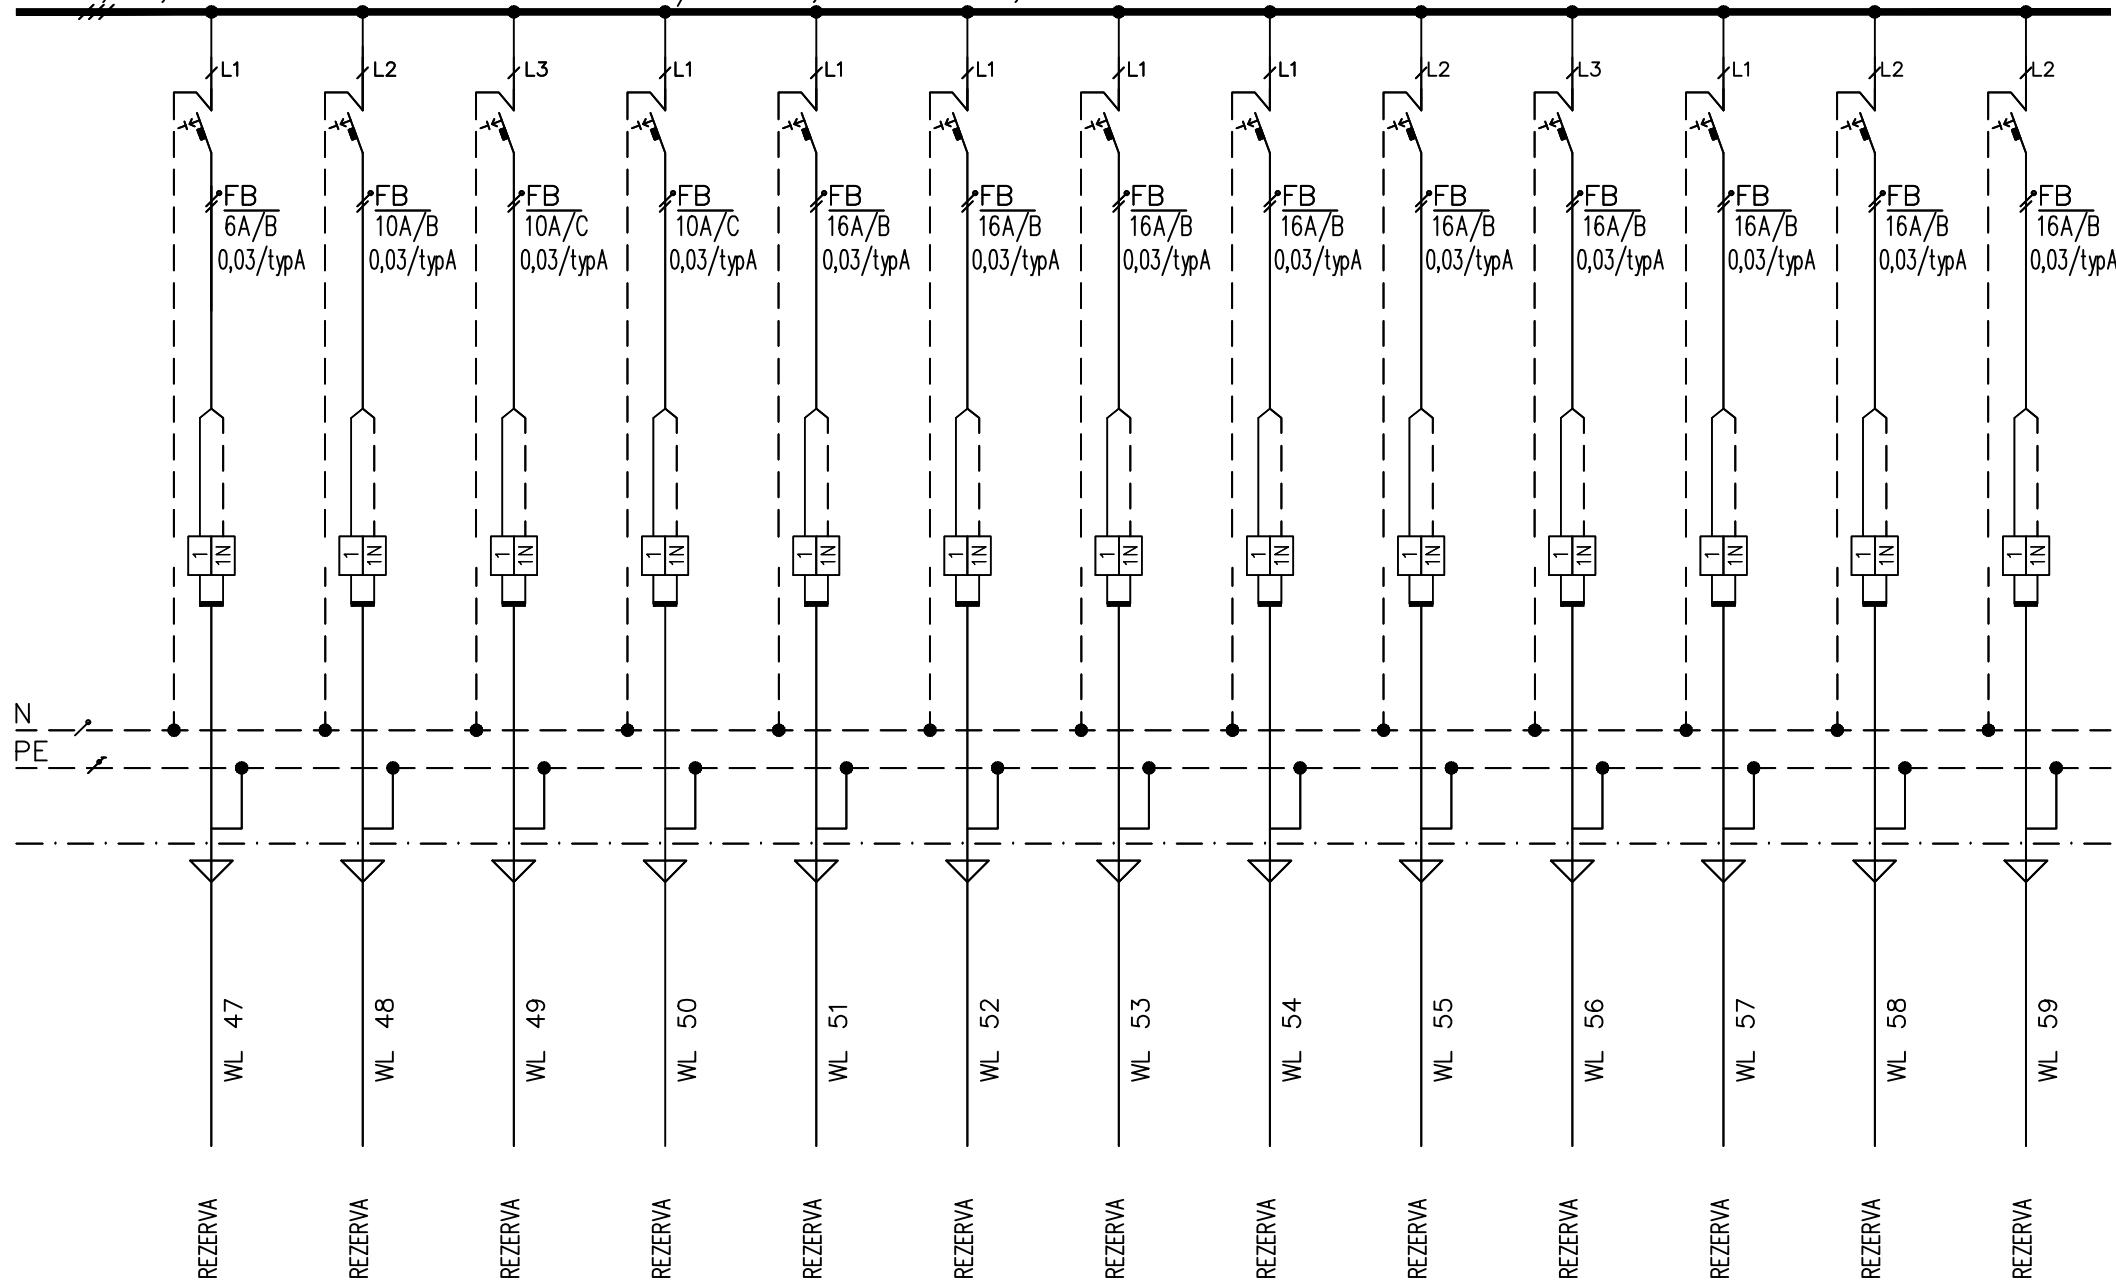 L1 L2 L3 L1 L1 L1 L1 L1 L2 L3 L1 L2 L2
FB FB FB FB FB FB FB FB FB FB FB FB FB
6A/B 10A/B 10A/C 10A/C 16A/B 16A/B 16A/B 16A/B 16A/B 16A/B 16A/B 16A/B 16A/B
0,03/typA 0,03/typA 0,03/typA 0,03/typA 0,03/typA 0,03/typA 0,03/typA 0,03/typA 0,03/typA 0,03/typA 0,03/typA 0,03/typA 0,03/typA
1 1N 1 1N 1 1N 1 1N 1 1N 1 1N 1 1N 1 1N 1 1N 1 1N 1 1N 1 1N 1 1N
N
PE
WL 47
WL 48
WL 49
WL 50
WL 51
WL 52
WL 53
WL 54
WL 55
WL 56
WL 57
WL 58
WL 59
REZERVA
REZERVA
REZERVA
REZERVA
REZERVA
REZERVA
REZERVA
REZERVA
REZERVA
REZERVA
REZERVA
REZERVA
REZERVA